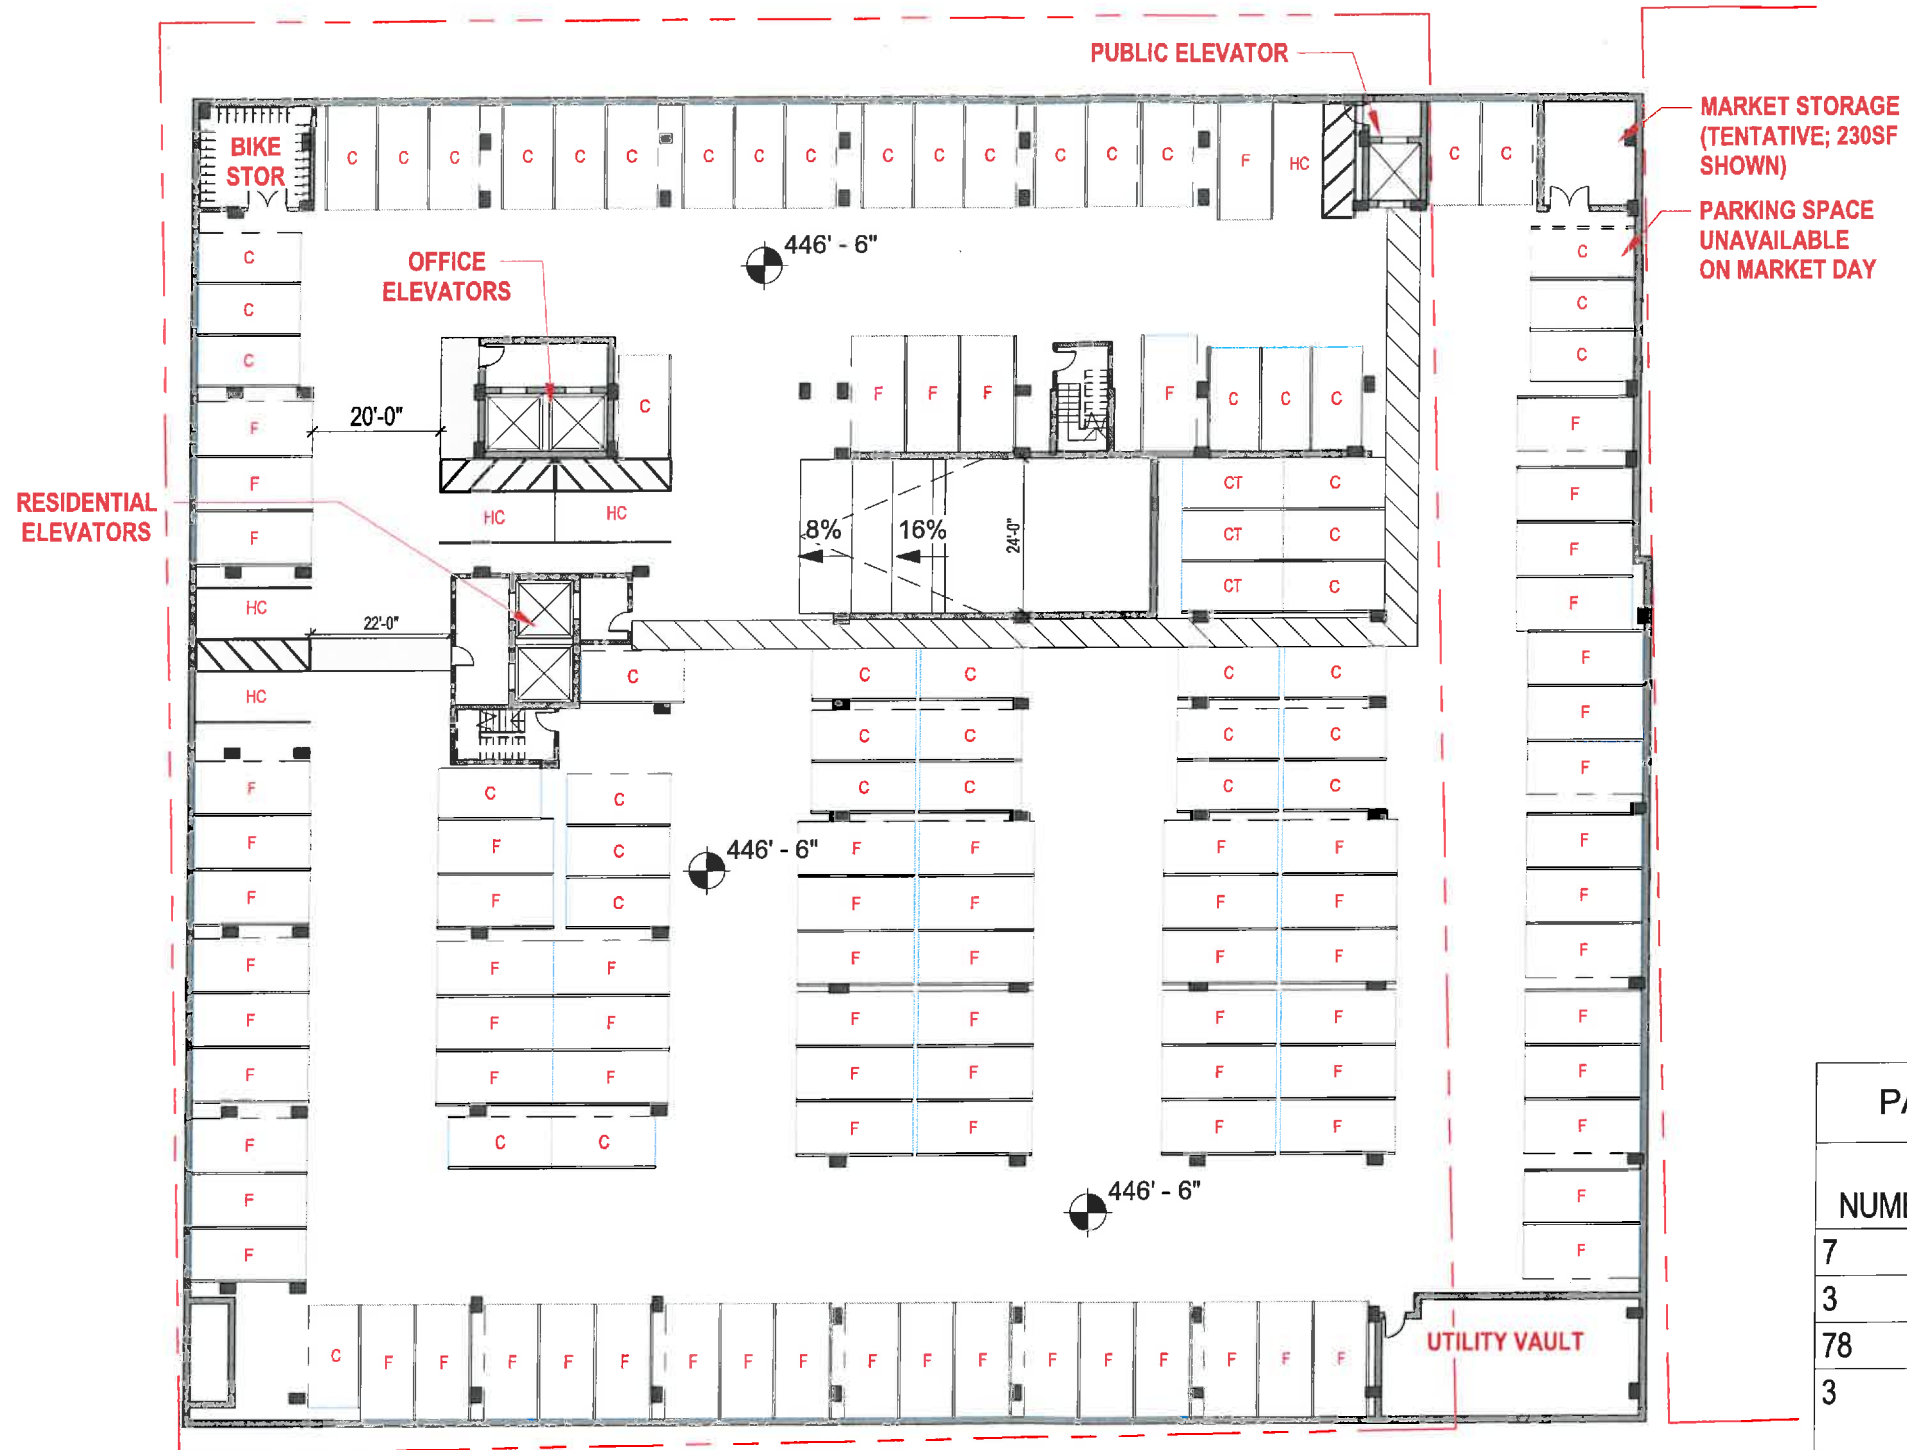 PUBLIC ELEVATOR
MARKET STORAGE
(TENTATIVE; 230SF
SHOWN)
PARKING SPACE
UNAVAILABLE
ON MARKET DAY
BIKE
STOR
C C C C C C C C C C C C C C C F HC C C
446' - 6"
OFFICE
ELEVATORS
C
C
C
C
C
C
F
F
F
20'-0"
C
F F F F C C C
F
F
F
F
RESIDENTIAL
ELEVATORS
HC HC
8% 16%
24'-0"
CT C
CT C
CT C
HC
22'-0"
HC
C
C C C C
C C C C
C C C C
F
F
F
F
F
F
F
F
F
C C
F C
F C
446' - 6"
F F F F
F F F F
F F F F
F
F
F
F F
F F
F F
F F F F
F F F F
F F F F
F
F
F
C C
F
F
F
F
F
446' - 6"
C F F F F F F F F F F F F F F F F F
UTILITY VAULT
7
3
78
3